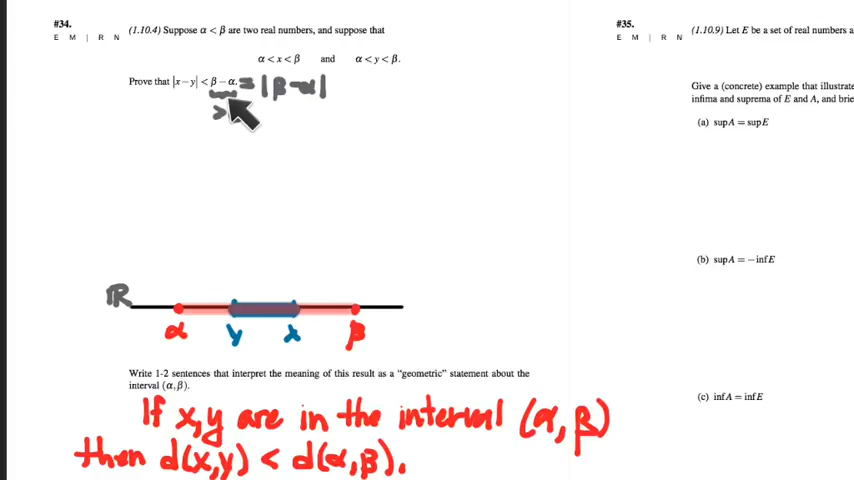 #34.
(1.10.4) Suppose α < β are two real numbers, and suppose that
E M | R N
α < x < β and α < y < β.
Prove that |x − y| < β − α. = |β − α|
>
ℝ
α y x β
Write 1-2 sentences that interpret the meaning of this result as a “geometric” statement about the
interval (α, β).
If x,y are in the interval (α, β)
then d(x,y) < d(α, β).
#35.
(1.10.9) Let E be a set of real numbers a
E M | R N
Give a (concrete) example that illustrate
infima and suprema of E and A, and brie
(a) sup A = sup E
(b) sup A = − inf E
(c) inf A = inf E